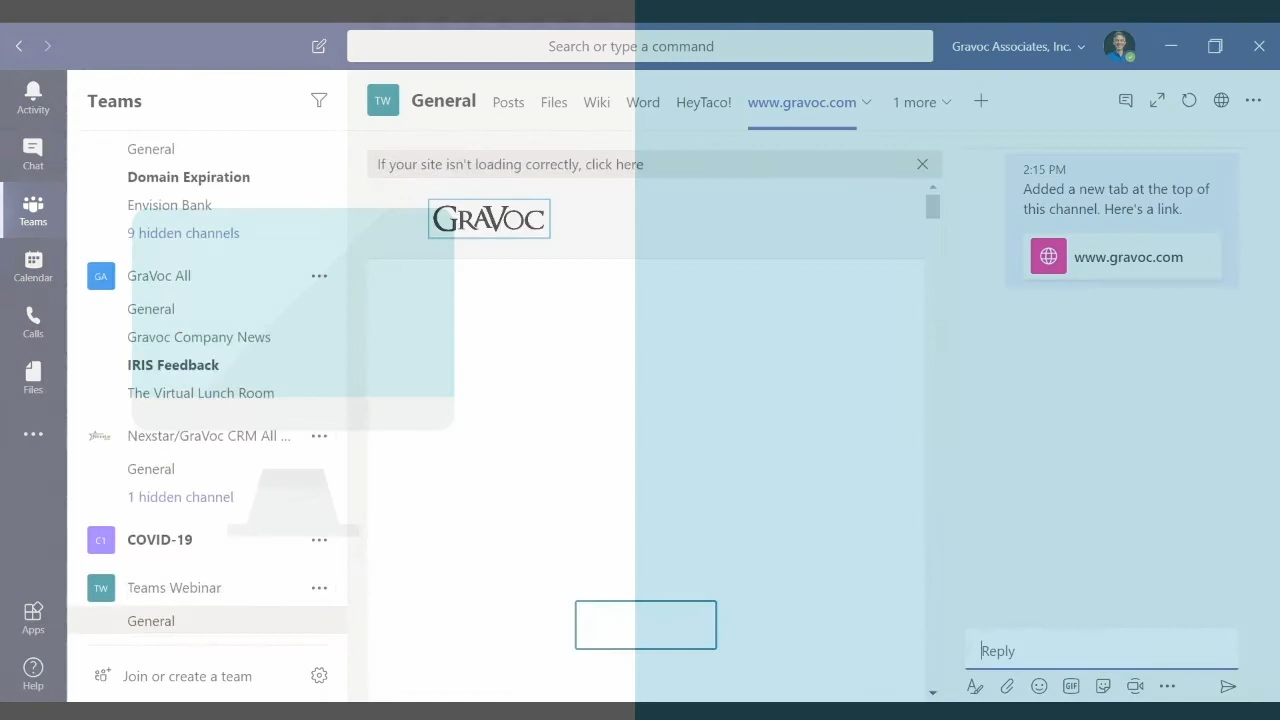 Search or type a command
Gravoc Associates, Inc.
Activity
Chat
Teams
Calendar
Calls
Files
Apps
Help
Teams
General
Domain Expiration
Envision Bank
9 hidden channels
GA
GraVoc All
General
Gravoc Company News
IRIS Feedback
The Virtual Lunch Room
Nexstar/GraVoc CRM All ...
General
1 hidden channel
C1
COVID-19
TW
Teams Webinar
General
Join or create a team
TW
General
Posts
Files
Wiki
Word
HeyTaco!
www.gravoc.com
1 more
If your site isn't loading correctly, click here
GRAVOC
2:15 PM
Added a new tab at the top of
this channel. Here's a link.
www.gravoc.com
Reply
GIF